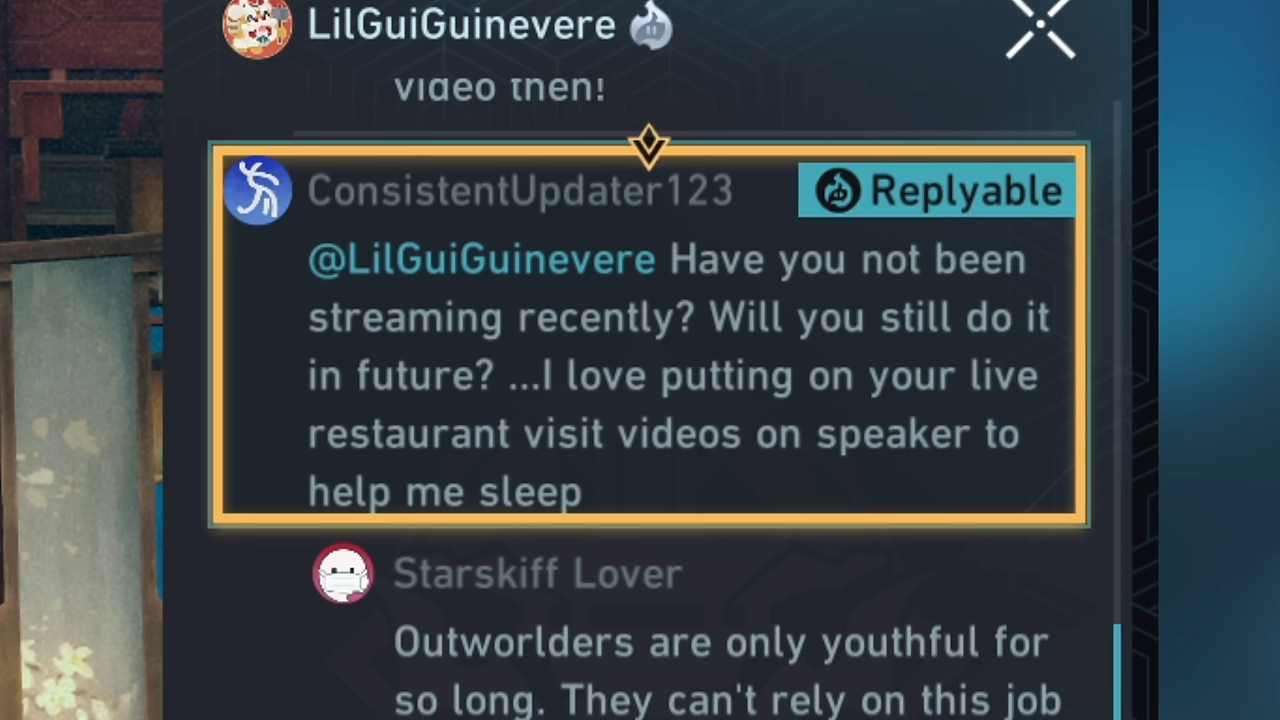 LilGuiGuinevere
video then!
ConsistentUpdater123
Replyable
@LilGuiGuinevere Have you not been
streaming recently? Will you still do it
in future? ...I love putting on your live
restaurant visit videos on speaker to
help me sleep
Starskiff Lover
Outworlders are only youthful for
so long. They can't rely on this job